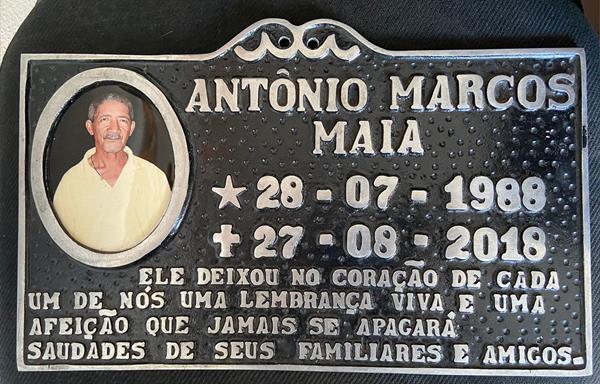 ANTÔNIO MARCOS
MAIA
★ 28 - 07 - 1988
✝ 27 - 08 - 2018
ELE DEIXOU NO CORAÇÃO DE CADA
UM DE NÓS UMA LEMBRANÇA VIVA E UMA
AFEIÇÃO QUE JAMAIS SE APAGARÁ
SAUDADES DE SEUS FAMILIARES E AMIGOS.